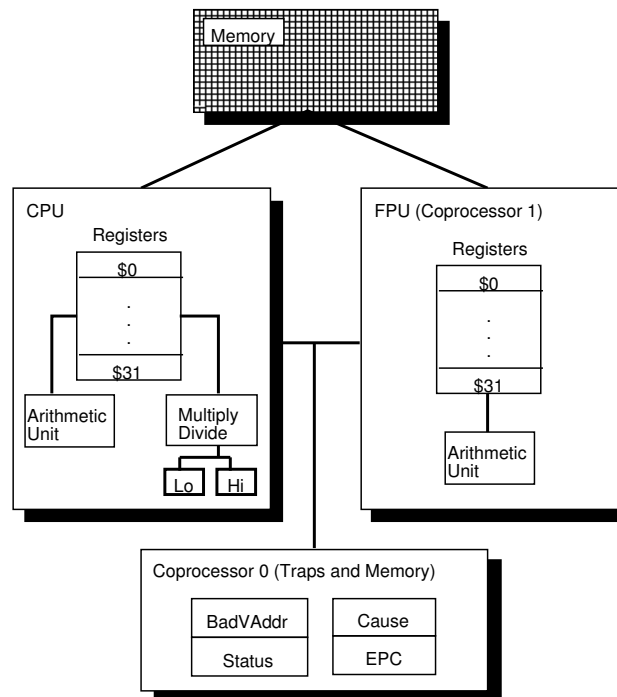 Memory
CPU
Registers
$0
.
.
.
$31
Arithmetic
Unit
Multiply
Divide
Lo
Hi
FPU (Coprocessor 1)
Registers
$0
.
.
.
$31
Arithmetic
Unit
Coprocessor 0 (Traps and Memory)
BadVAddr
Cause
Status
EPC